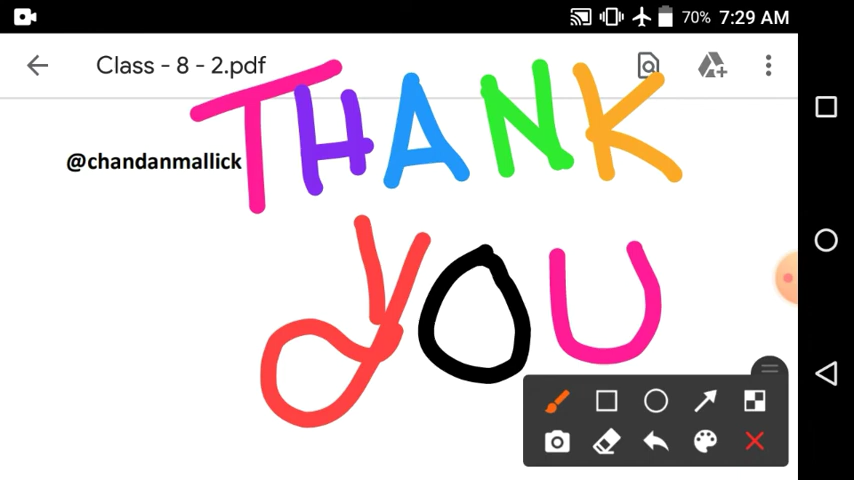 70% 7:29 AM
Class - 8 - 2.pdf
THANK
@chandanmallick
YOU